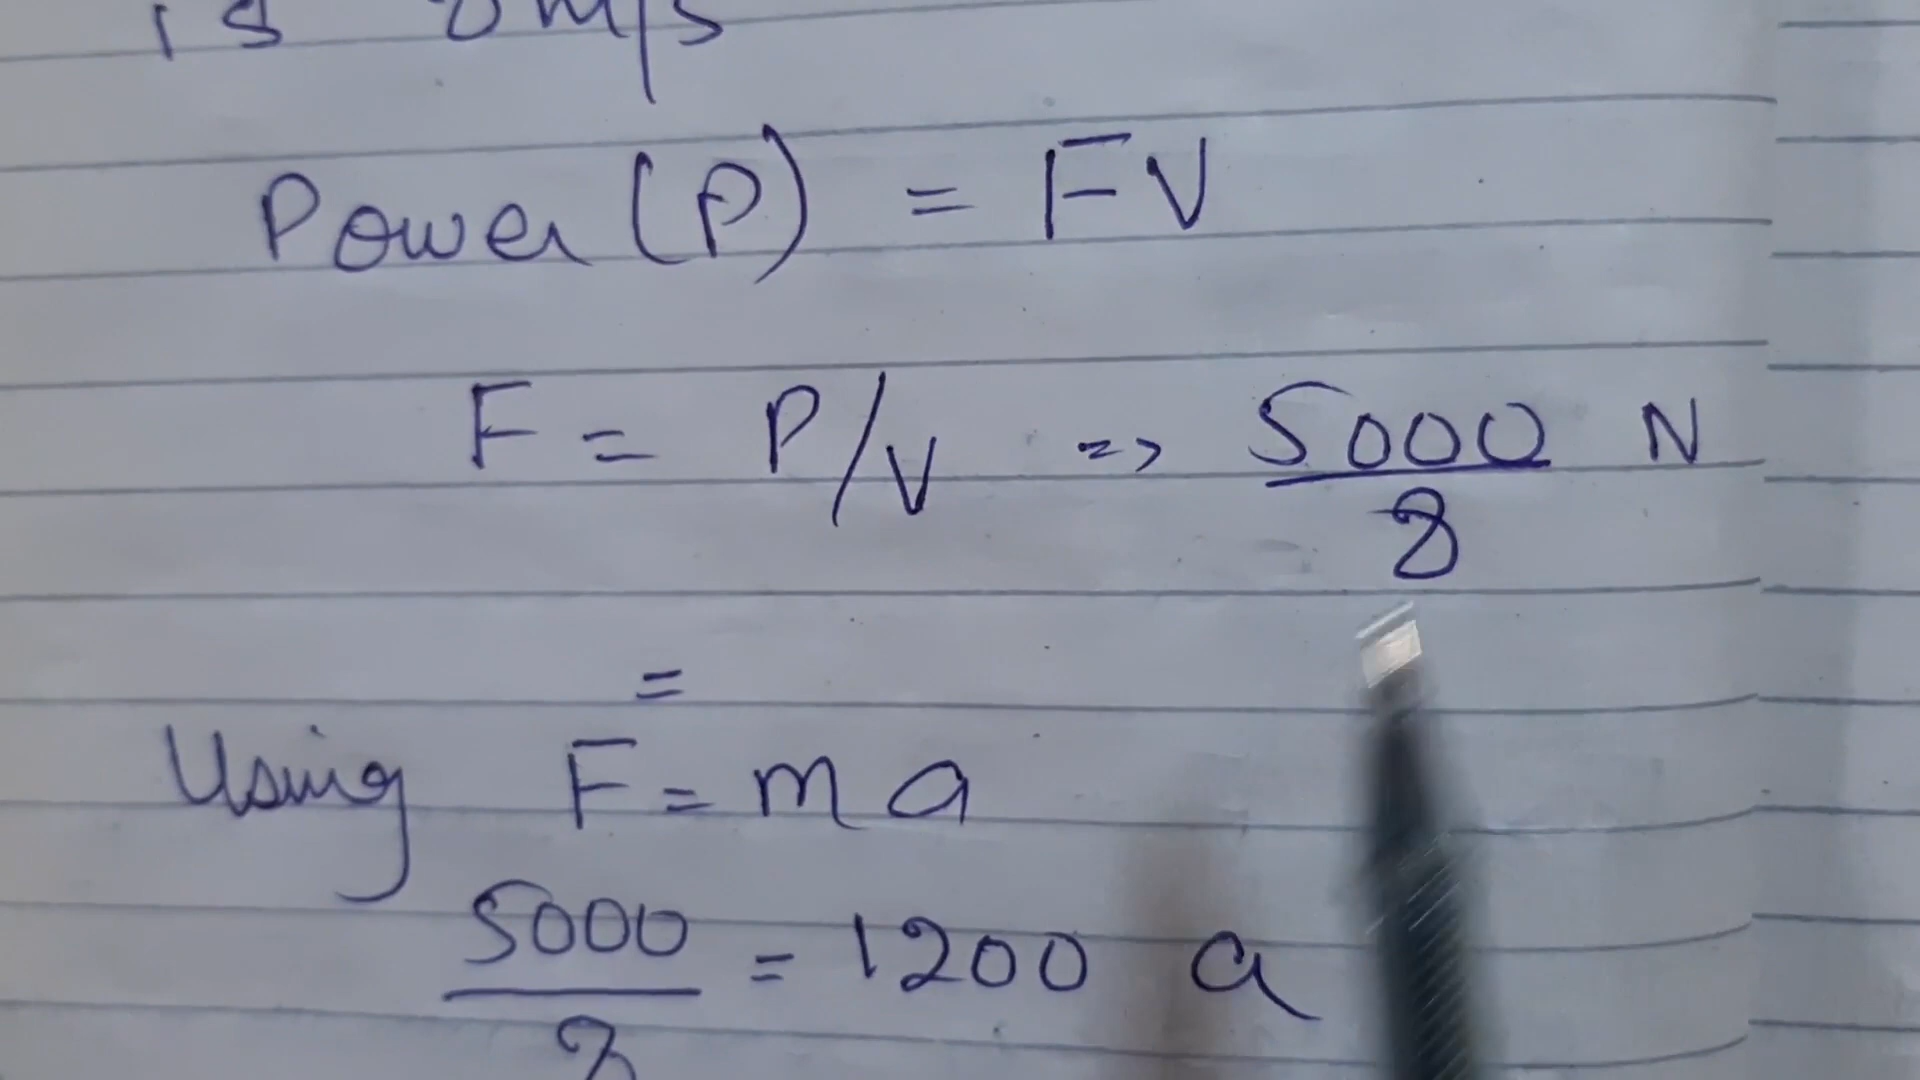 is 8m/s
Power (P) = FV
F = P/V => 5000/8 N
=
Using F = ma
5000/8 = 1200 a